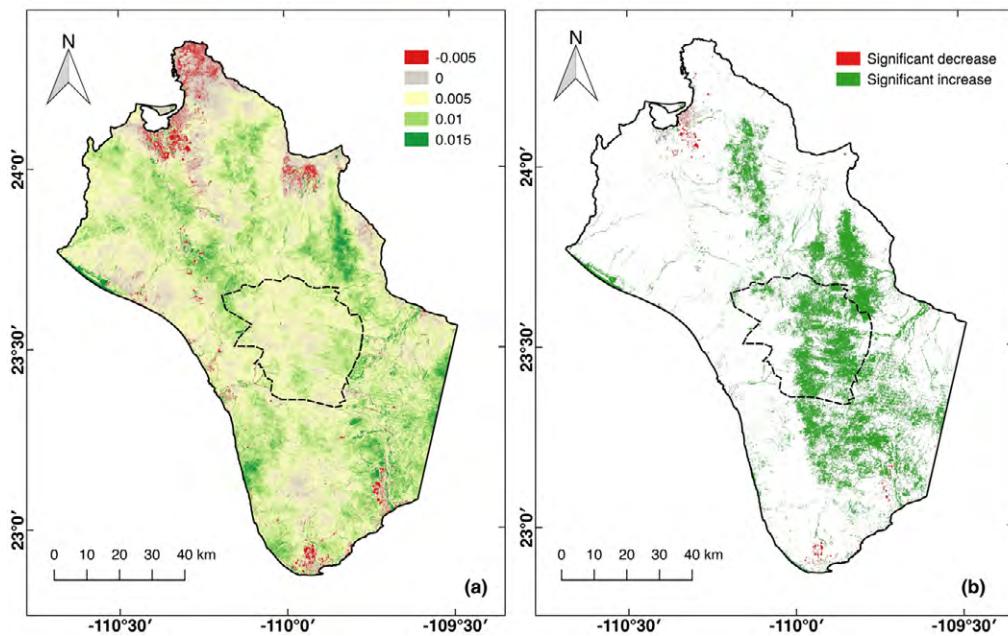 N
-0.005
0
0.005
0.01
0.015
24°0′
23°30′
23°0′
0 10 20 30 40 km
(a)
-110°30′
-110°0′
-109°30′
N
Significant decrease
Significant increase
24°0′
23°30′
23°0′
0 10 20 30 40 km
(b)
-110°30′
-110°0′
-109°30′